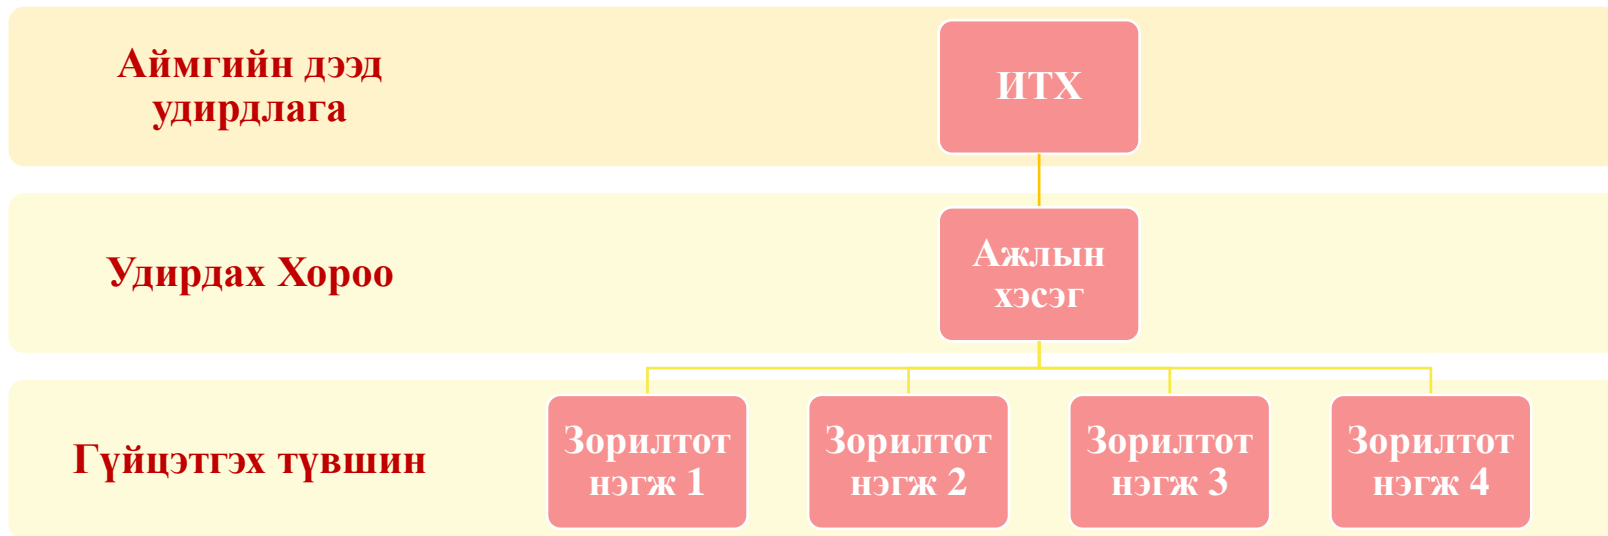 Аймгийн дээд
удирдлага
ИТХ
Удирдах Хороо
Ажлын
хэсэг
Гүйцэтгэх түвшин
Зорилтот
нэгж 1
Зорилтот
нэгж 2
Зорилтот
нэгж 3
Зорилтот
нэгж 4